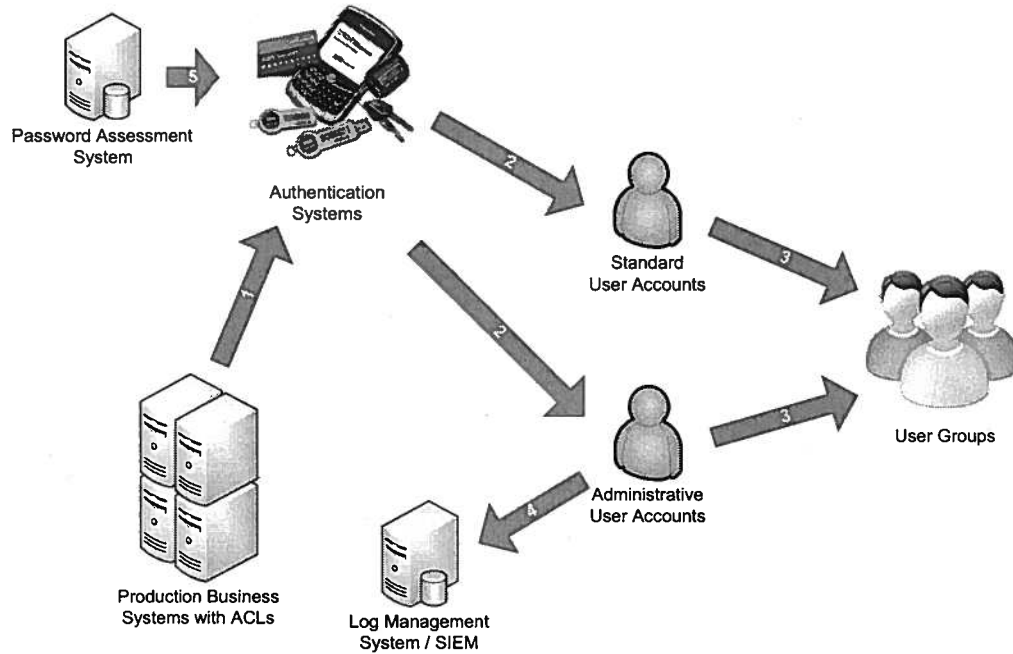 5
Password Assessment
System
Authentication
Systems
2
Standard
User Accounts
3
1
2
User Groups
3
Administrative
User Accounts
4
Production Business
Systems with ACLs
Log Management
System / SIEM